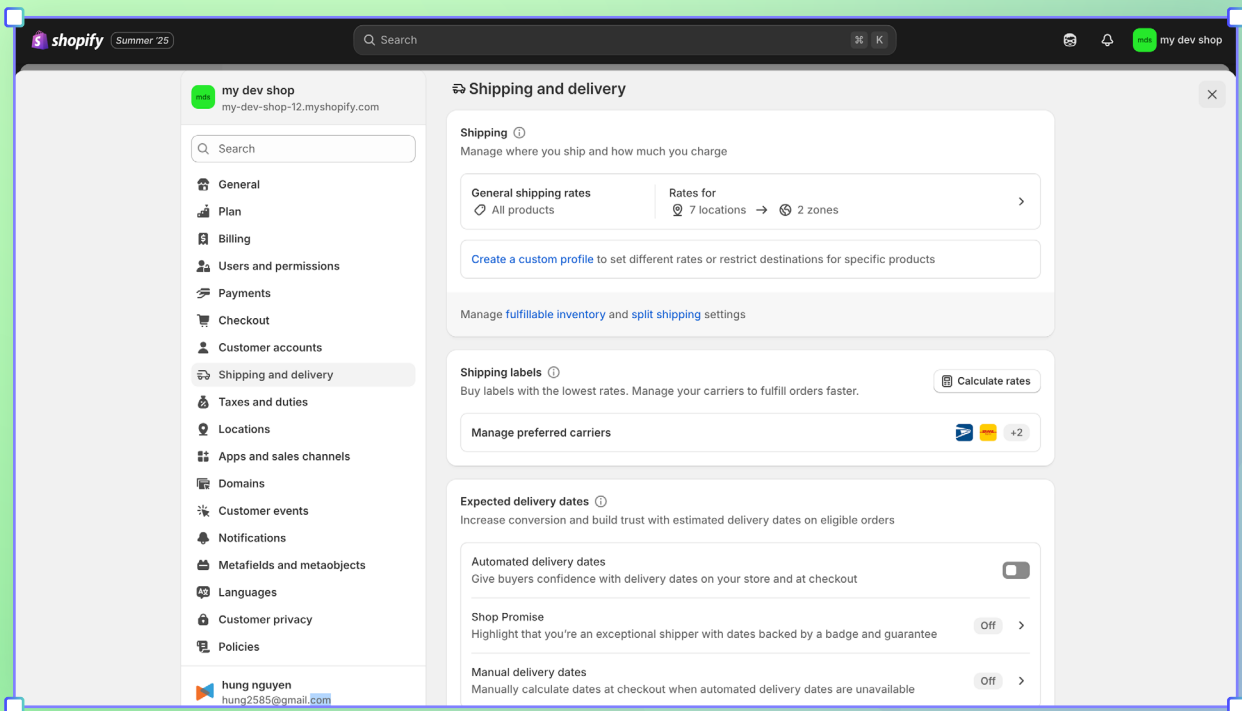 shopify Summer '25
Search ⌘ K
mds my dev shop
mds my dev shop
my-dev-shop-12.myshopify.com
Search
General
Plan
Billing
Users and permissions
Payments
Checkout
Customer accounts
Shipping and delivery
Taxes and duties
Locations
Apps and sales channels
Domains
Customer events
Notifications
Metafields and metaobjects
Languages
Customer privacy
Policies
hung nguyen
hung2585@gmail.com
Shipping and delivery
Shipping
Manage where you ship and how much you charge
General shipping rates
All products
Rates for
7 locations → 2 zones
Create a custom profile to set different rates or restrict destinations for specific products
Manage fulfillable inventory and split shipping settings
Shipping labels
Buy labels with the lowest rates. Manage your carriers to fulfill orders faster.
Calculate rates
Manage preferred carriers
+2
Expected delivery dates
Increase conversion and build trust with estimated delivery dates on eligible orders
Automated delivery dates
Give buyers confidence with delivery dates on your store and at checkout
Shop Promise
Highlight that you're an exceptional shipper with dates backed by a badge and guarantee
Off
Manual delivery dates
Manually calculate dates at checkout when automated delivery dates are unavailable
Off